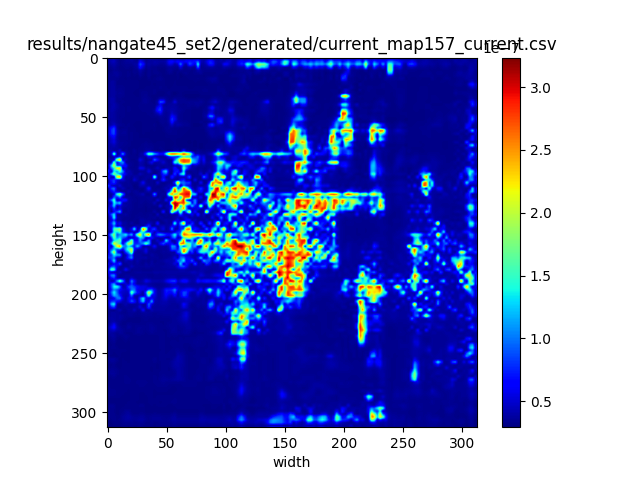 results/nangate45_set2/generated/current_map157_current.csv
1e−7
0
50
100
150
200
250
300
height
0 50 100 150 200 250 300
width
3.0
2.5
2.0
1.5
1.0
0.5